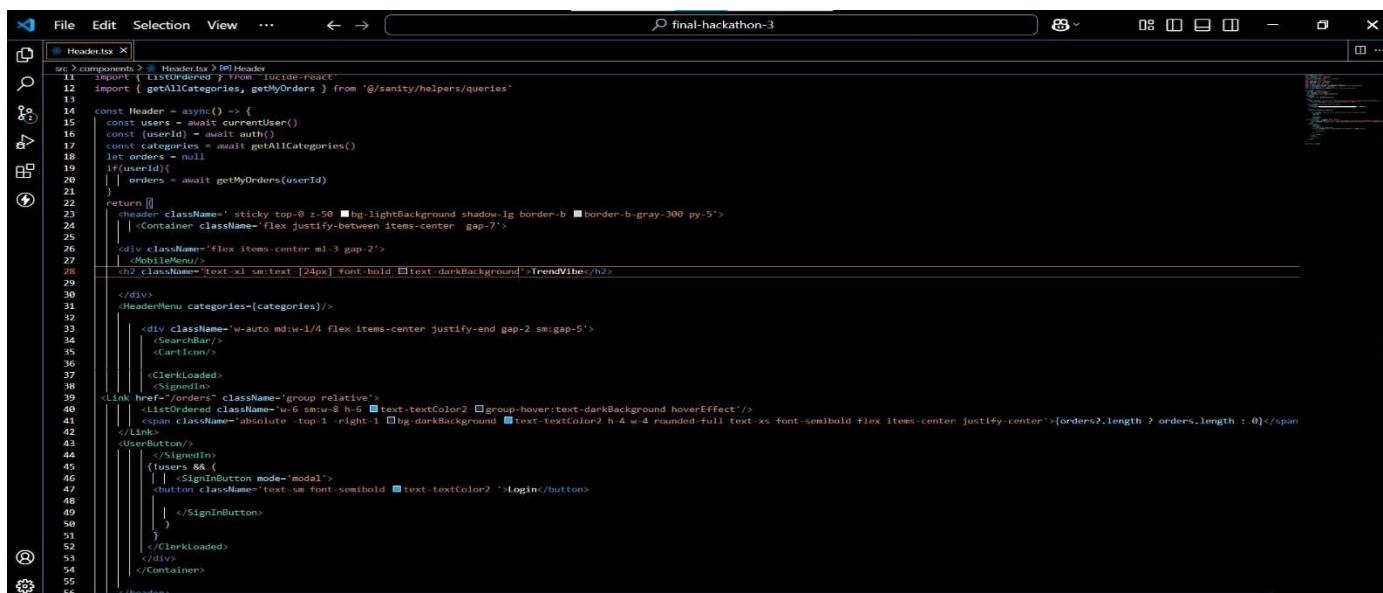 File Edit Selection View ··· ← → final-hackathon-3
Header.tsx ×
src > components > Header.tsx > Header
11 import { ListOrdered } from 'lucide-react'
12 import { getAllCategories, getMyOrders } from '@/sanity/helpers/queries'
13
14 const Header = async() => {
15 const users = await currentUser()
16 const {userId} = await auth()
17 const categories = await getAllCategories()
18 let orders = null
19 if(userId){
20 orders = await getMyOrders(userId)
21 }
22 return (
23 <header className=' sticky top-0 z-50 bg-lightBackground shadow-lg border-b border-b-gray-300 py-5'>
24 <Container className='flex justify-between items-center  gap-7'>
25
26 <div className='flex items-center ml-3 gap-2'>
27 <MobileMenu/>
28 <h2 className='text-xl sm:text-[24px] font-bold text-darkBackground'>TrendVibe</h2>
29
30 </div>
31 <HeaderMenu categories={categories}/>
32
33 <div className='w-auto md:w-1/4 flex items-center justify-end gap-2 sm:gap-5'>
34 <SearchBar/>
35 <CartIcon/>
36
37 <ClerkLoaded>
38 <SignedIn>
39 <Link href="/orders" className='group relative'>
40 <ListOrdered className='w-6 sm:w-8 h-6 text-textColor2 group-hover:text-darkBackground hoverEffect'/>
41 <span className='absolute -top-1 -right-1 bg-darkBackground text-textColor2 h-4 w-4 rounded-full text-xs font-semibold flex items-center justify-center'>{orders?.length ? orders.length : 0}</span
42 </Link>
43 <UserButton/>
44 </SignedIn>
45 {!users && (
46 <SignInButton mode='modal'>
47 <button className='text-sm font-semibold text-textColor2 '>Login</button>
48
49 </SignInButton>
50 )
51 }
52 </ClerkLoaded>
53 </div>
54 </Container>
55
56 </header>